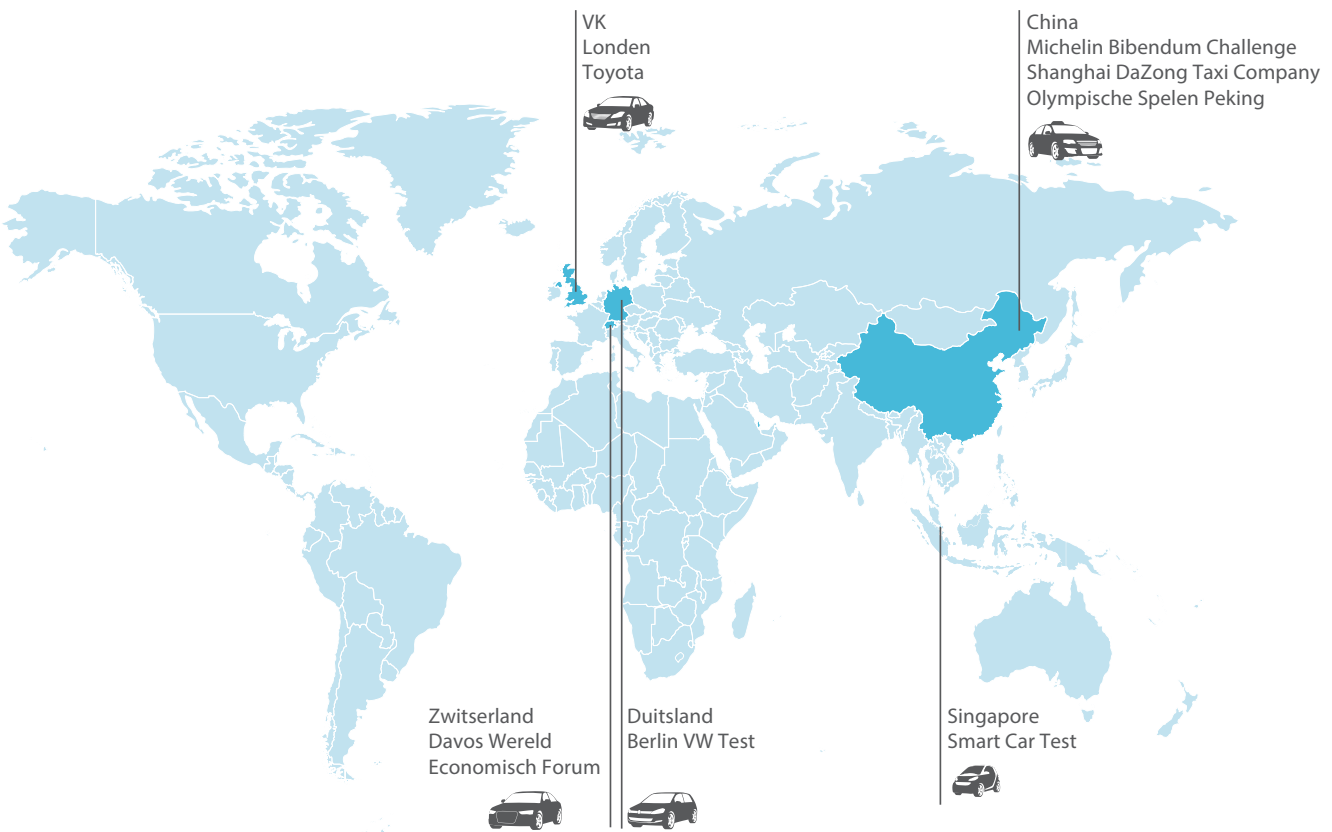 VK
Londen
Toyota
China
Michelin Bibendum Challenge
Shanghai DaZong Taxi Company
Olympische Spelen Peking
Zwitserland
Davos Wereld
Economisch Forum
Duitsland
Berlin VW Test
Singapore
Smart Car Test